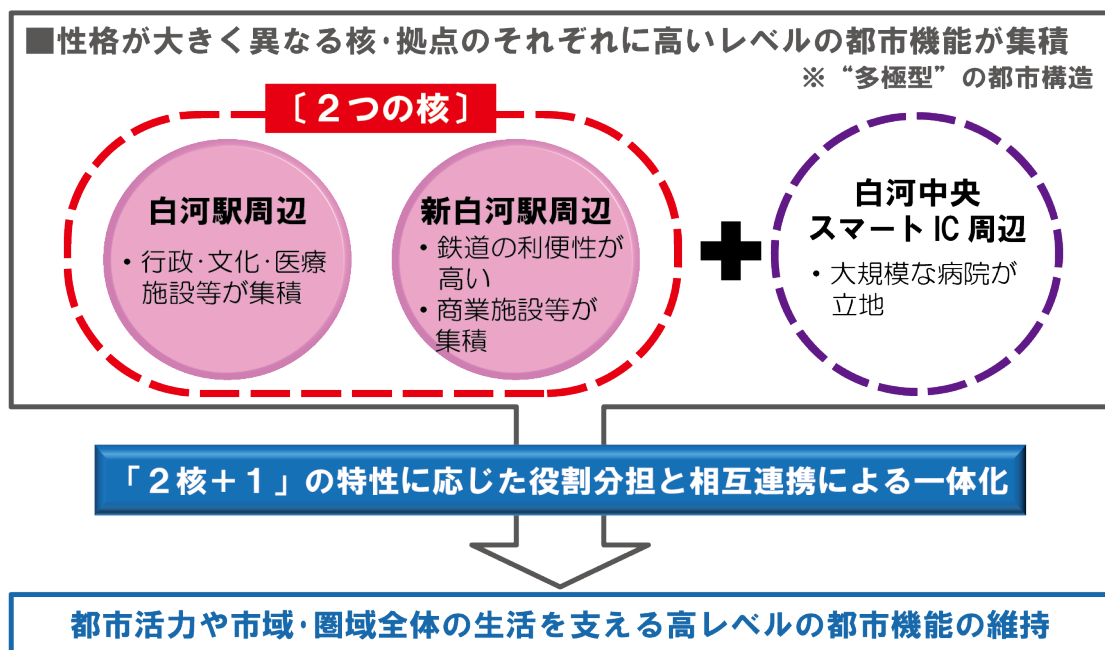 ■性格が大きく異なる核･拠点のそれぞれに高いレベルの都市機能が集積
※“多極型”の都市構造
〔２つの核〕
白河駅周辺
・行政･文化･医療
施設等が集積
新白河駅周辺
・鉄道の利便性が
高い
・商業施設等が
集積
＋
白河中央
スマートIC周辺
・大規模な病院が
立地
「２核＋１」の特性に応じた役割分担と相互連携による一体化
都市活力や市域･圏域全体の生活を支える高レベルの都市機能の維持